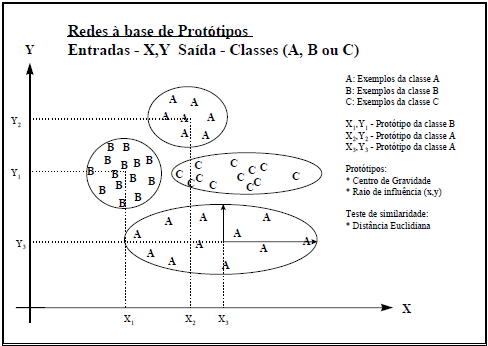 Redes à base de Protótipos
Entradas - X,Y Saída - Classes (A, B ou C)
Y
A: Exemplos da classe A
B: Exemplos da classe B
C: Exemplos da classe C
X1,Y1 - Protótipo da classe B
X2,Y2 - Protótipo da classe A
X3,Y3 - Protótipo da classe A
Protótipos:
* Centro de Gravidade
* Raio de influência (x,y)
Teste de similaridade:
* Distância Euclidiana
A A A
Y2 A A A
A A
B B
B B B B
Y1 B B B B
B B
B B
C C C C
C C C C
C C C C
A A A
A A A
Y3 A A A
A A
X
X1 X2 X3